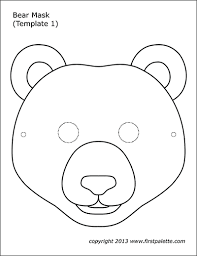 Bear Mask
(Template 1)
copyright 2013 www.firstpalette.com